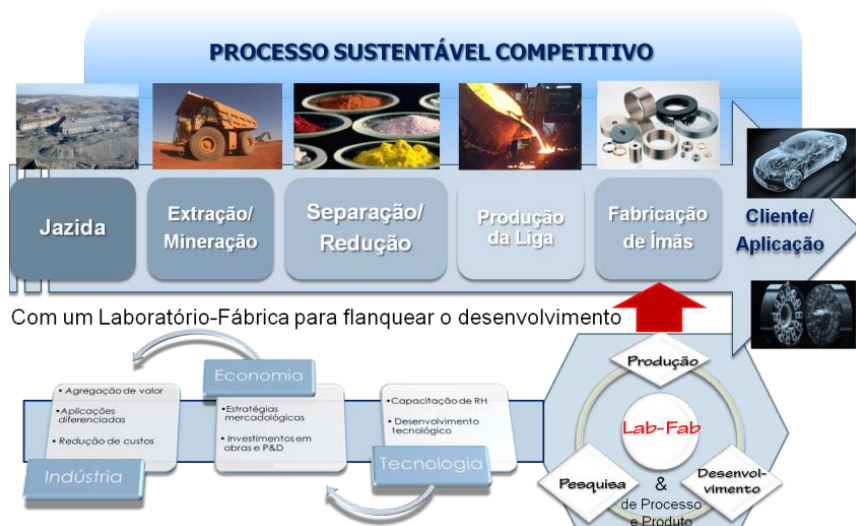 PROCESSO SUSTENTÁVEL COMPETITIVO
Jazida
Extração/
Mineração
Separação/
Redução
Produção
da Liga
Fabricação
de Ímãs
Cliente/
Aplicação
Com um Laboratório-Fábrica para flanquear o desenvolvimento
• Agregação de valor
• Aplicações
diferenciadas
• Redução de custos
Indústria
Economia
• Estratégias
mercadológicas
• Investimentos em
obras e P&D
• Capacitação de RH
• Desenvolvimento
tecnológico
Tecnologia
Produção
Lab-Fab
Pesquisa
&
Desenvol-
vimento
de Processo
e Produto